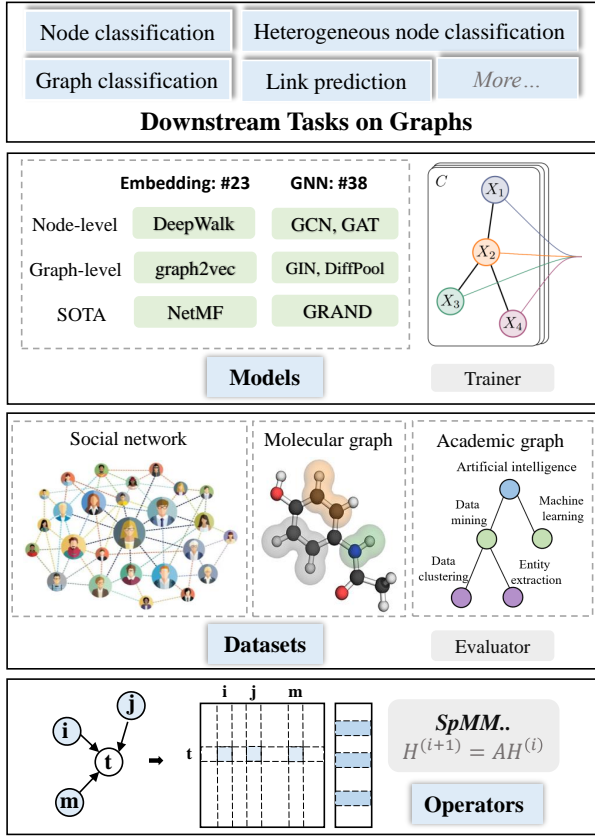 Node classification
Heterogeneous node classification
Graph classification
Link prediction
More...
Downstream Tasks on Graphs
Embedding: #23
GNN: #38
Node-level
DeepWalk
GCN, GAT
Graph-level
graph2vec
GIN, DiffPool
SOTA
NetMF
GRAND
C
X₁
X₂
X₃
X₄
Models
Trainer
Social network
Molecular graph
Academic graph
Artificial intelligence
Data
mining
Machine
learning
Data
clustering
Entity
extraction
Datasets
Evaluator
i
j
m
t
i
j
m
t
SpMM..
H^(i+1) = AH^(i)
Operators